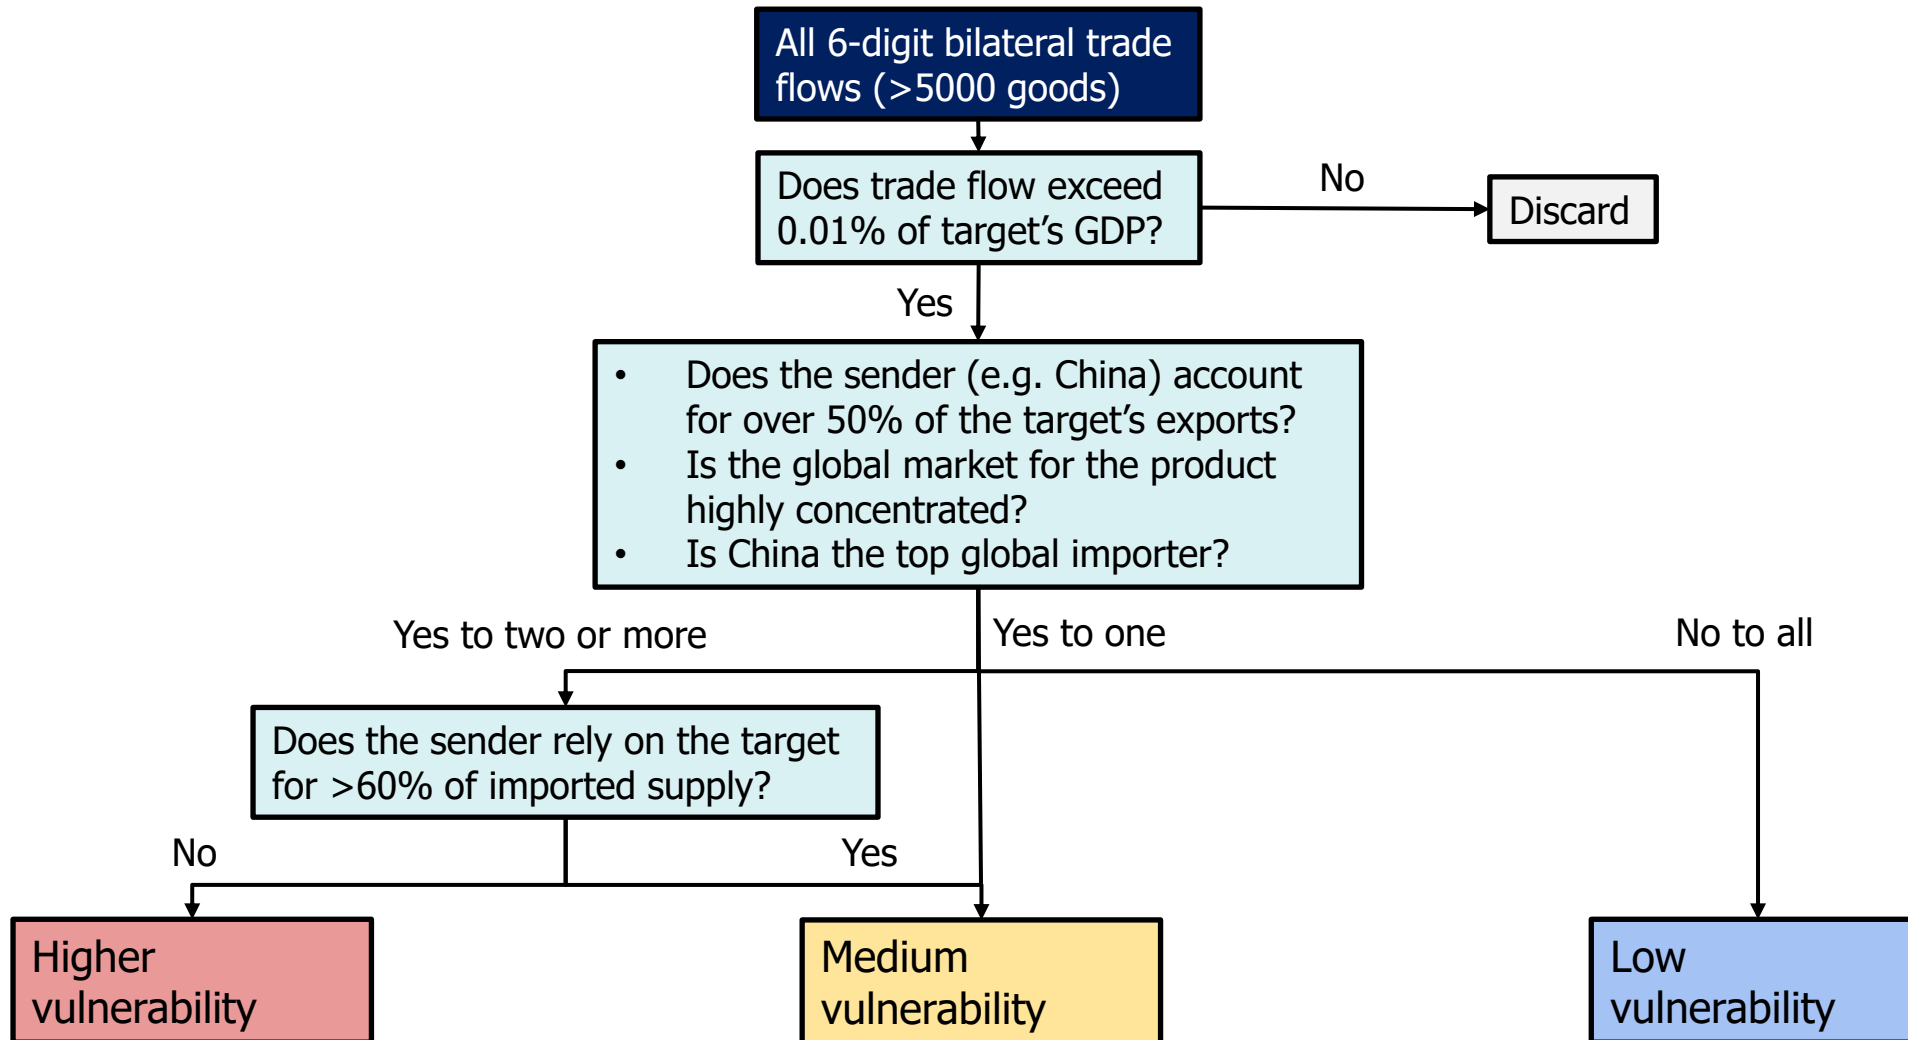 All 6-digit bilateral trade
flows (>5000 goods)
Does trade flow exceed
0.01% of target’s GDP?
No
Discard
Yes
• Does the sender (e.g. China) account
for over 50% of the target’s exports?
• Is the global market for the product
highly concentrated?
• Is China the top global importer?
Yes to two or more
Yes to one
No to all
Does the sender rely on the target
for >60% of imported supply?
No
Yes
Higher
vulnerability
Medium
vulnerability
Low
vulnerability